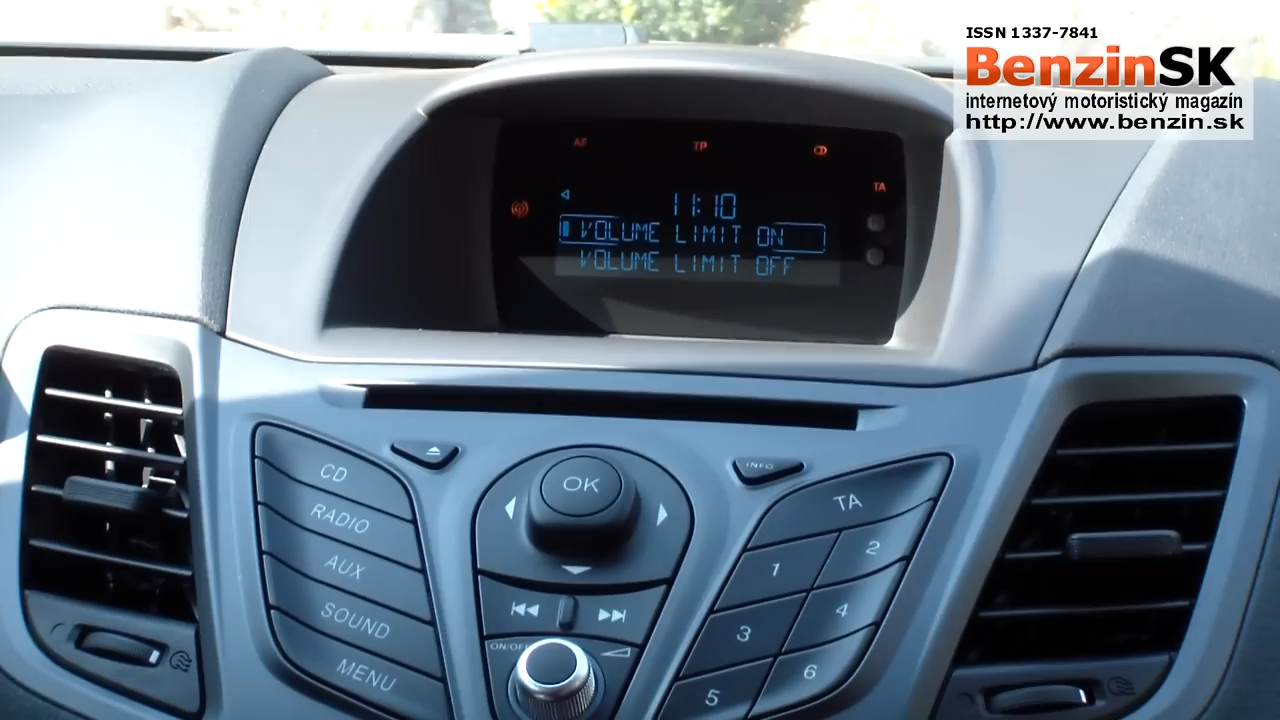 ISSN 1337-7841
BenzinSK
internetový motoristický magazín
http://www.benzin.sk
AF TP CD
TA
11:10
VOLUME LIMIT ON
VOLUME LIMIT OFF
CD
RADIO
AUX
SOUND
MENU
OK
INFO
ON/OFF
TA
1 2
3 4
5 6